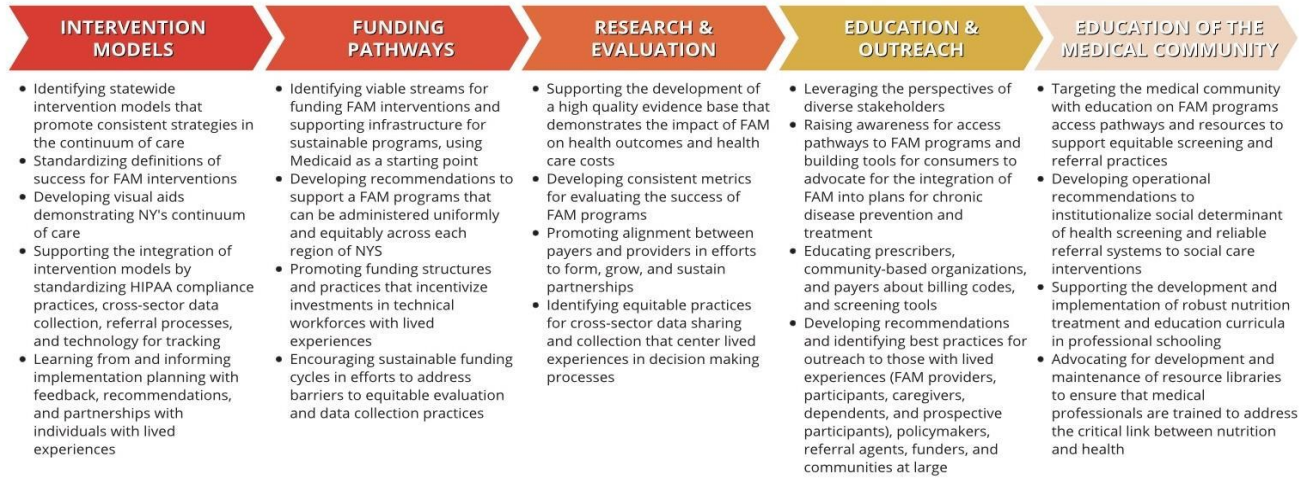 INTERVENTION
MODELS
• Identifying statewide
intervention models that
promote consistent strategies in
the continuum of care
• Standardizing definitions of
success for FAM interventions
• Developing visual aids
demonstrating NY's continuum
of care
• Supporting the integration of
intervention models by
standardizing HIPAA compliance
practices, cross-sector data
collection, referral processes,
and technology for tracking
• Learning from and informing
implementation planning with
feedback, recommendations,
and partnerships with
individuals with lived
experiences
FUNDING
PATHWAYS
• Identifying viable streams for
funding FAM interventions and
supporting infrastructure for
sustainable programs, using
Medicaid as a starting point
• Developing recommendations to
support a FAM programs that
can be administered uniformly
and equitably across each
region of NYS
• Promoting funding structures
and practices that incentivize
investments in technical
workforces with lived
experiences
• Encouraging sustainable funding
cycles in efforts to address
barriers to equitable evaluation
and data collection practices
RESEARCH &
EVALUATION
• Supporting the development of
a high quality evidence base that
demonstrates the impact of FAM
on health outcomes and health
care costs
• Developing consistent metrics
for evaluating the success of
FAM programs
• Promoting alignment between
payers and providers in efforts
to form, grow, and sustain
partnerships
• Identifying equitable practices
for cross-sector data sharing
and collection that center lived
experiences in decision making
processes
EDUCATION &
OUTREACH
• Leveraging the perspectives of
diverse stakeholders
• Raising awareness for access
pathways to FAM programs and
building tools for consumers to
advocate for the integration of
FAM into plans for chronic
disease prevention and
treatment
• Educating prescribers,
community-based organizations,
and payers about billing codes,
and screening tools
• Developing recommendations
and identifying best practices for
outreach to those with lived
experiences (FAM providers,
participants, caregivers,
dependents, and prospective
participants), policymakers,
referral agents, funders, and
communities at large
EDUCATION OF THE
MEDICAL COMMUNITY
• Targeting the medical community
with education on FAM programs
access pathways and resources to
support equitable screening and
referral practices
• Developing operational
recommendations to
institutionalize social determinant
of health screening and reliable
referral systems to social care
interventions
• Supporting the development and
implementation of robust nutrition
treatment and education curricula
in professional schooling
• Advocating for development and
maintenance of resource libraries
to ensure that medical
professionals are trained to address
the critical link between nutrition
and health